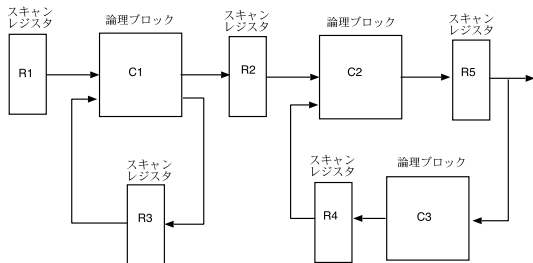 スキャン
レジスタ
R1
論理ブロック
C1
スキャン
レジスタ
R2
論理ブロック
C2
スキャン
レジスタ
R5
スキャン
レジスタ
R3
スキャン
レジスタ
R4
論理ブロック
C3